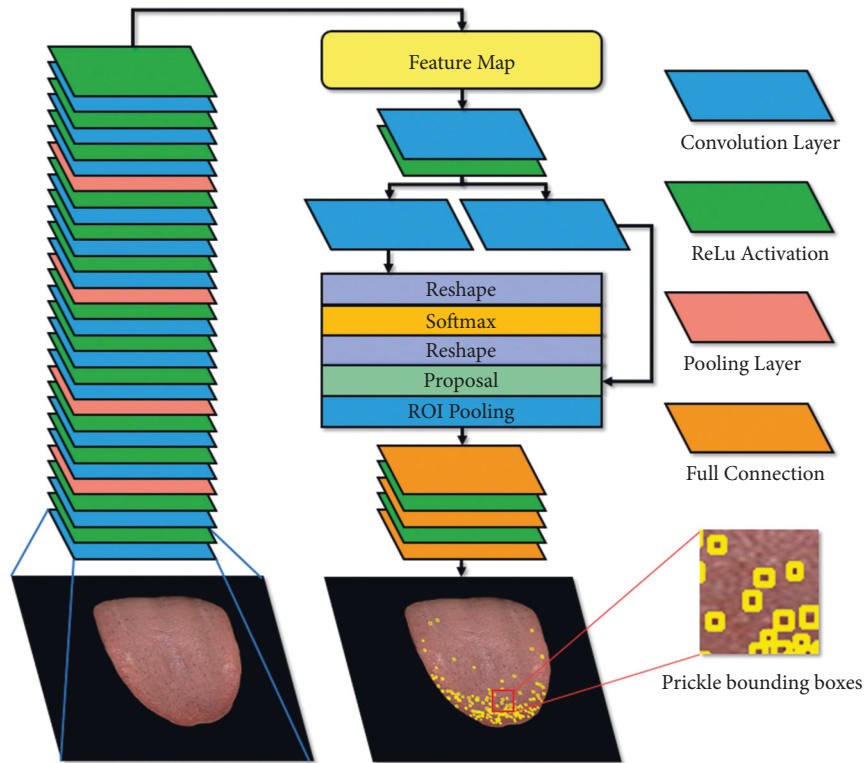 Feature Map
Convolution Layer
ReLu Activation
Reshape
Softmax
Reshape
Proposal
ROI Pooling
Pooling Layer
Full Connection
Prickle bounding boxes